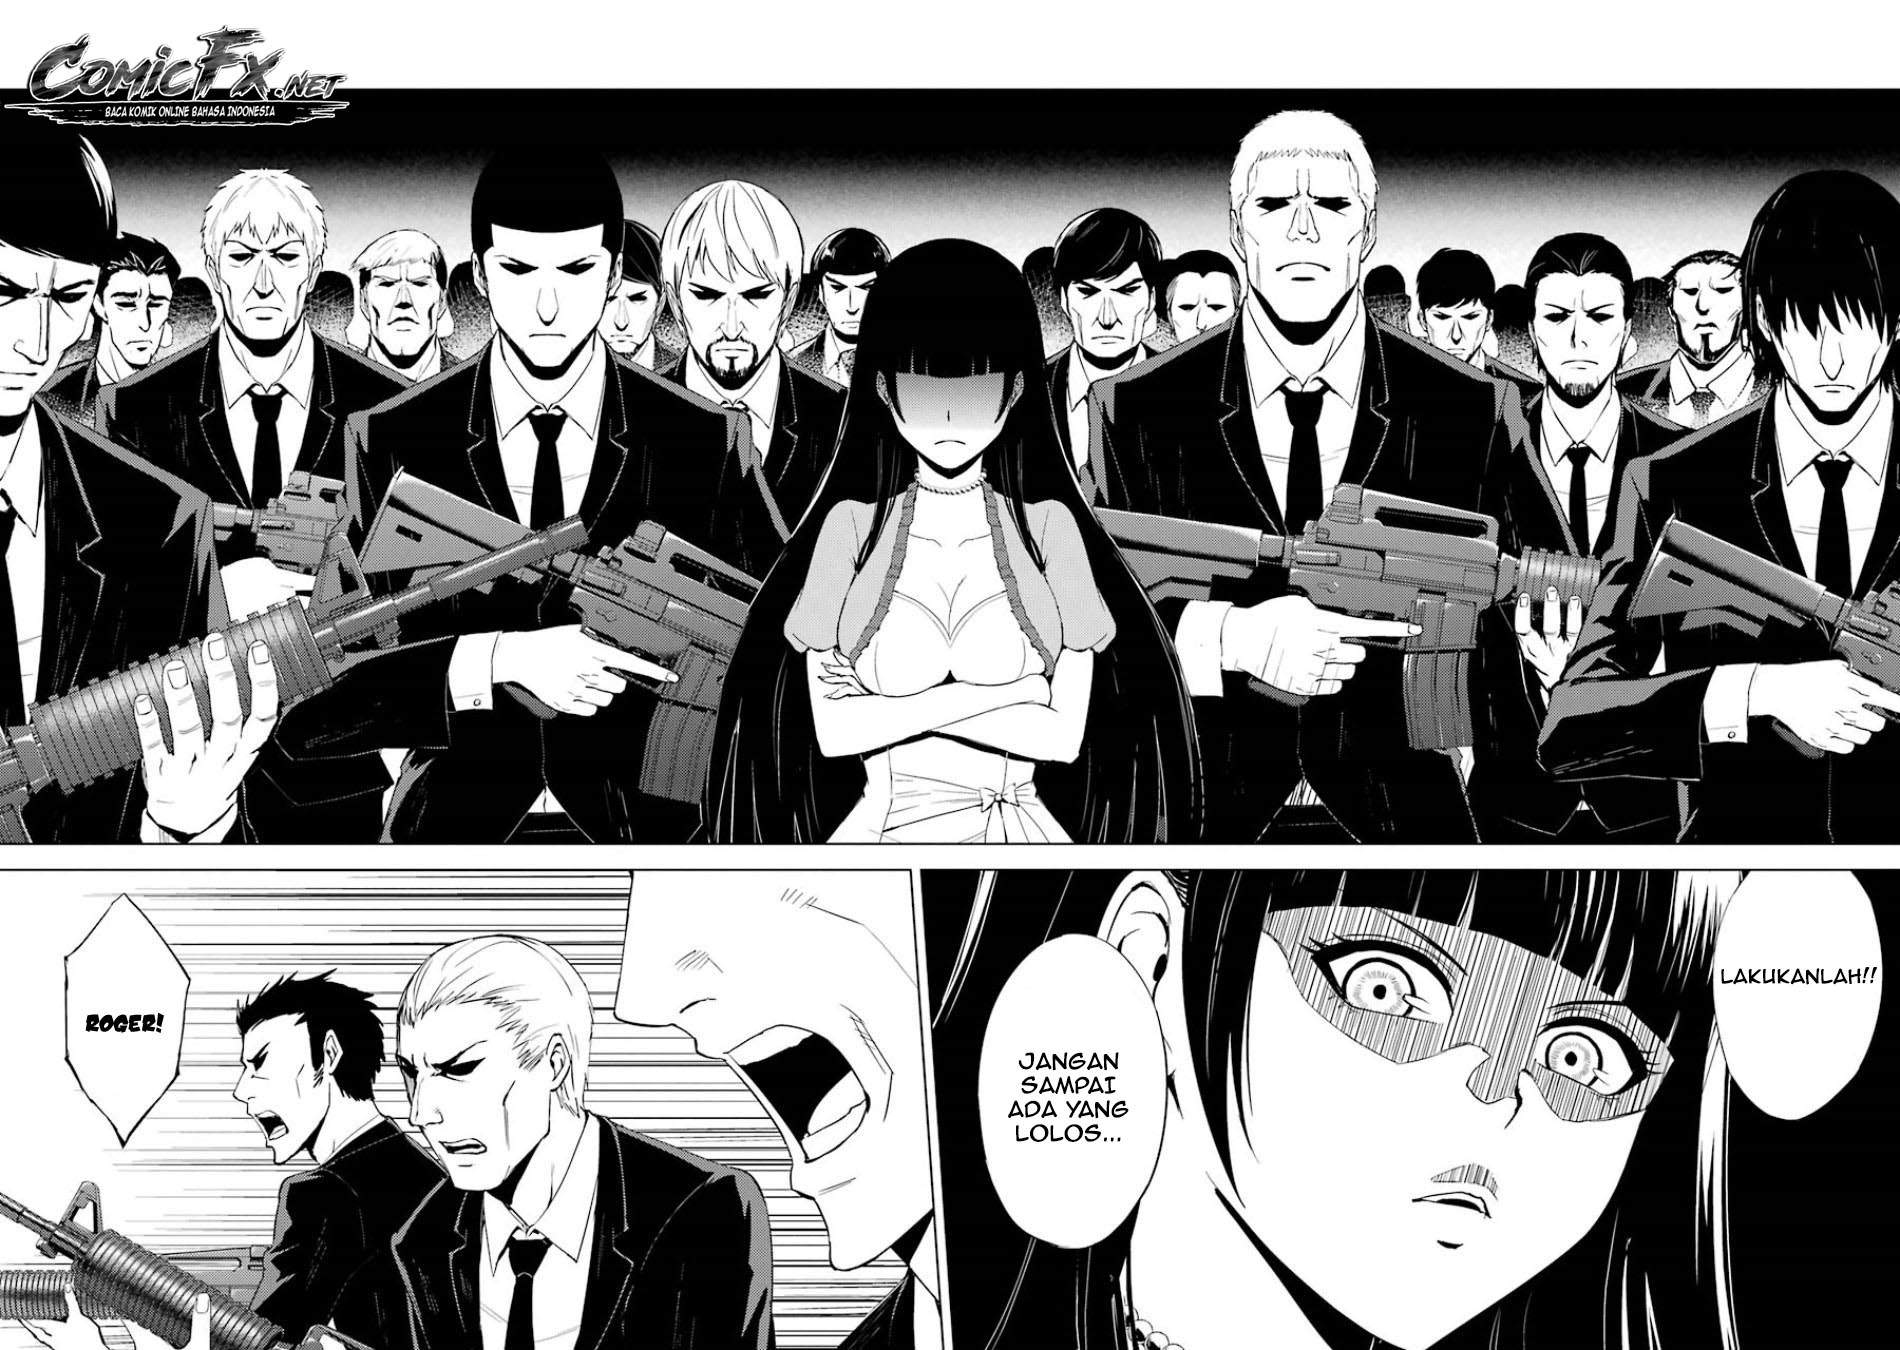 COMICFX.NET
BACA KOMIK ONLINE BAHASA INDONESIA
LAKUKANLAH!!
JANGAN
SAMPAI
ADA YANG
LOLOS...
ROGER!